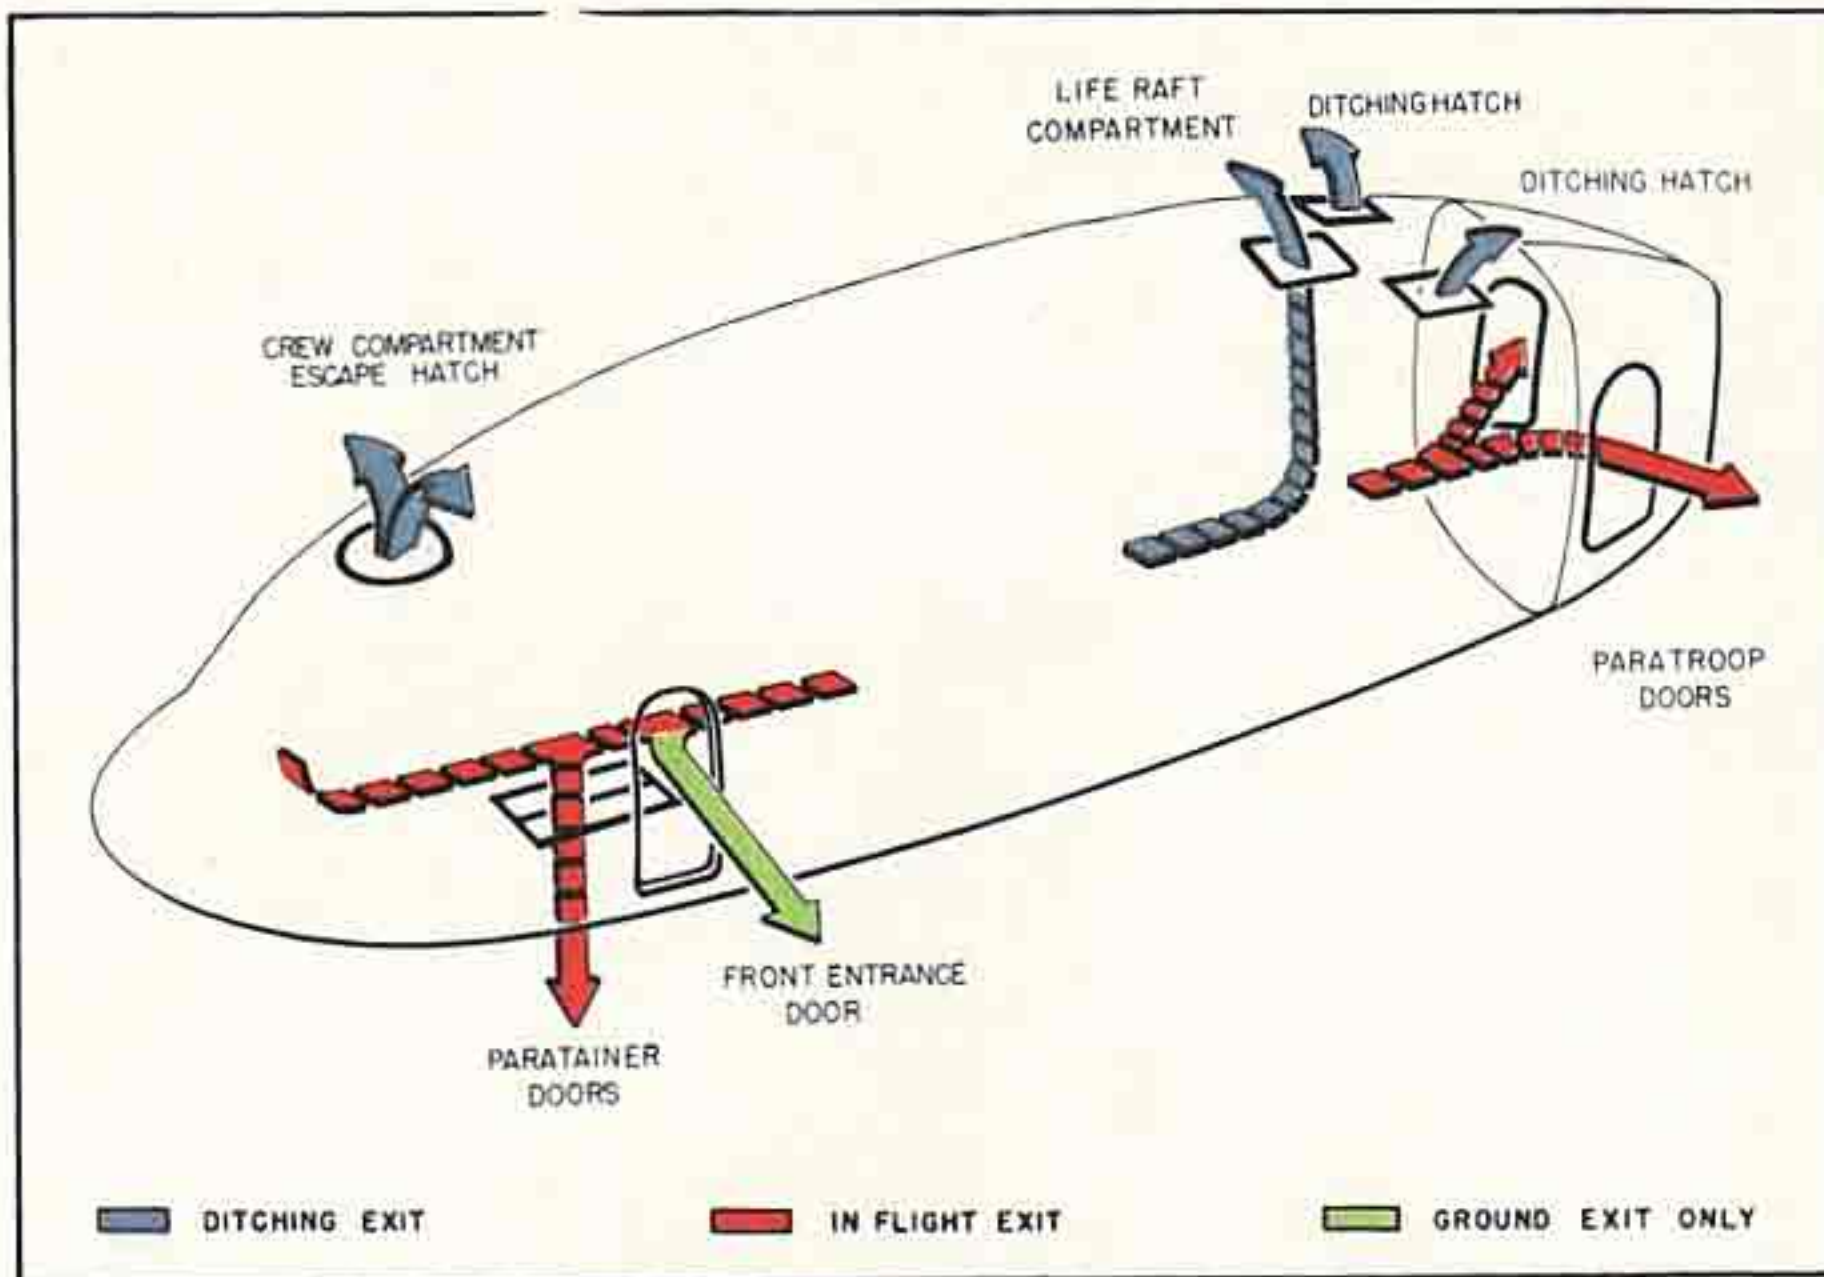 LIFE RAFT
COMPARTMENT
DITCHING HATCH
DITCHING HATCH
CREW COMPARTMENT
ESCAPE HATCH
PARATROOP
DOORS
FRONT ENTRANCE
DOOR
PARATAINER
DOORS
DITCHING EXIT
IN FLIGHT EXIT
GROUND EXIT ONLY